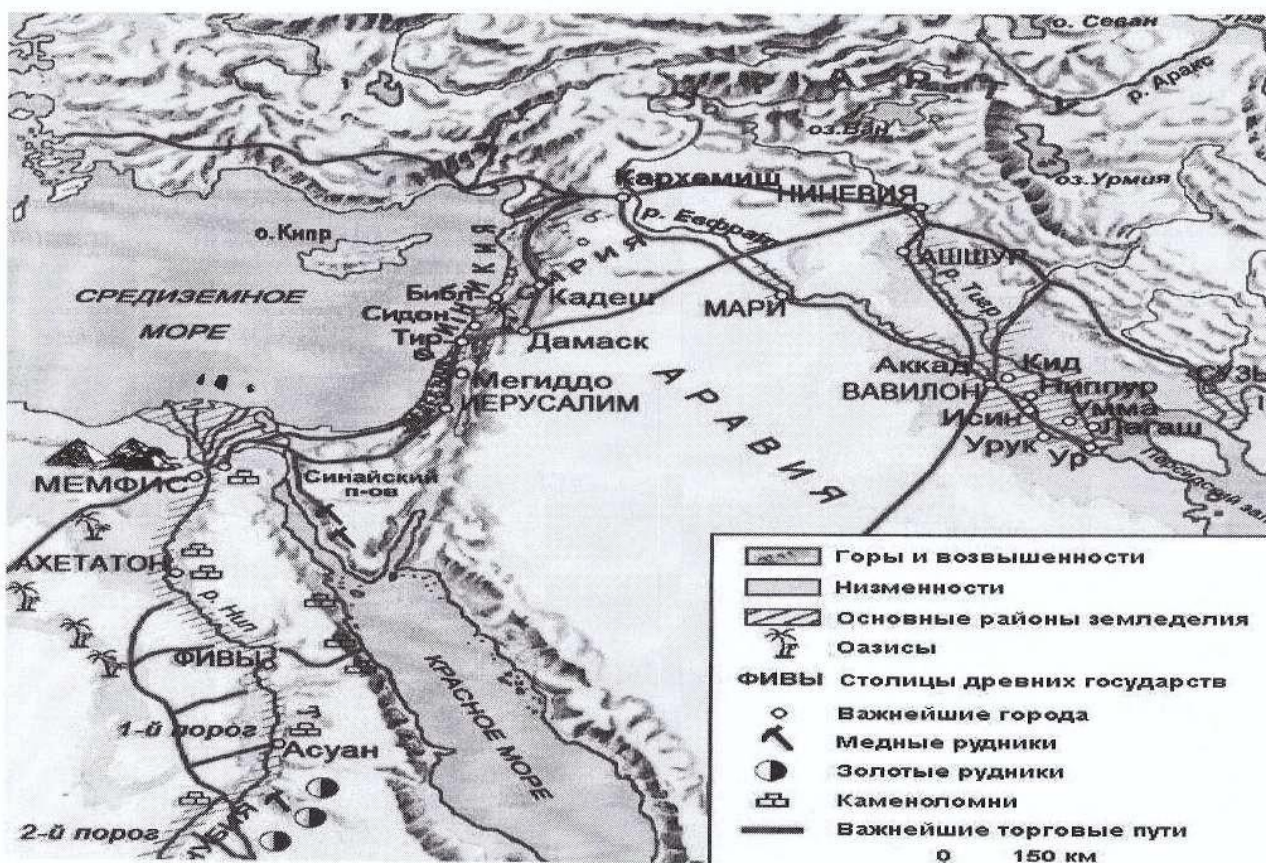 о. Севан
р. Аракс
оз. Ван
оз. Урмия
Кархемиш
НИНЕВИЯ
р. Евфрат
о. Кипр
АШШУР
р. Тигр
СРЕДИЗЕМНОЕ
МОРЕ
Библ
Сидон
Тир
Кадеш
МАРИ
Дамаск
Мегиддо
ИЕРУСАЛИМ
АРАВИЯ
Аккад
ВАВИЛОН
Кид
Ниппур
СУЗЫ
Исин
Умма
Лагаш
Урук
Ур
Персидский зал
МЕМФИС
Синайский
п-ов
АХЕТАТОН
р. Нил
ФИВЫ
КРАСНОЕ МОРЕ
1-й порог
Асуан
2-й порог
Горы и возвышенности
Низменности
Основные районы земледелия
Оазисы
ФИВЫ Столицы древних государств
Важнейшие города
Медные рудники
Золотые рудники
Каменоломни
Важнейшие торговые пути
0 150 км